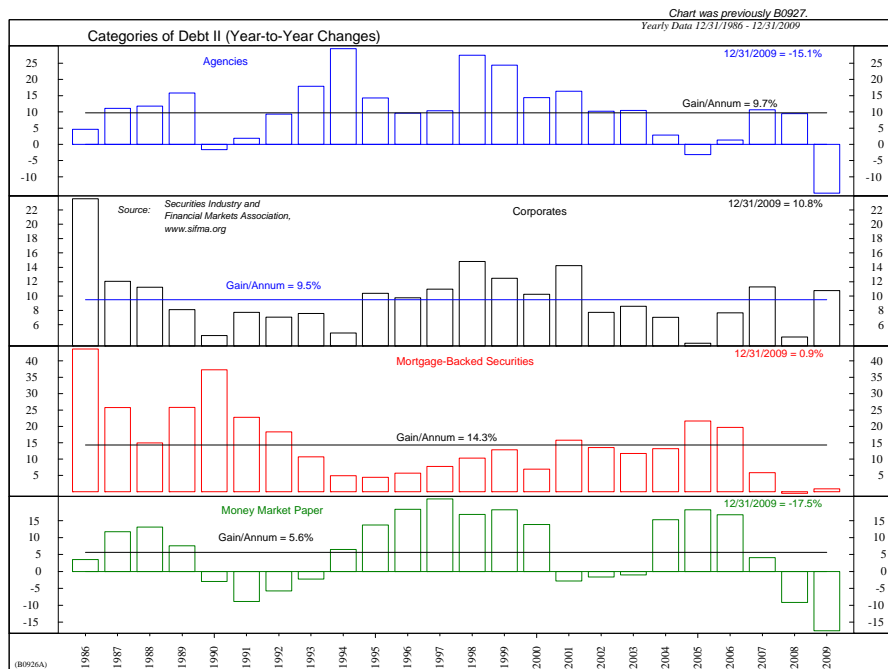 Chart was previously B0927.
Categories of Debt II (Year-to-Year Changes)
Yearly Data 12/31/1986 - 12/31/2009
Agencies
12/31/2009 = -15.1%
Gain/Annum = 9.7%
25 25
20 20
15 15
10 10
5 5
0 0
-5 -5
-10 -10
Source: Securities Industry and
Financial Markets Association,
www.sifma.org
Corporates
12/31/2009 = 10.8%
Gain/Annum = 9.5%
22 22
20 20
18 18
16 16
14 14
12 12
10 10
8 8
6 6
Mortgage-Backed Securities
12/31/2009 = 0.9%
Gain/Annum = 14.3%
40 40
35 35
30 30
25 25
20 20
15 15
10 10
5 5
Money Market Paper
12/31/2009 = -17.5%
Gain/Annum = 5.6%
15 15
10 10
5 5
0 0
-5 -5
-10 -10
-15 -15
1986 1987 1988 1989 1990 1991 1992 1993 1994 1995 1996 1997 1998 1999 2000 2001 2002 2003 2004 2005 2006 2007 2008 2009
(B0926A)